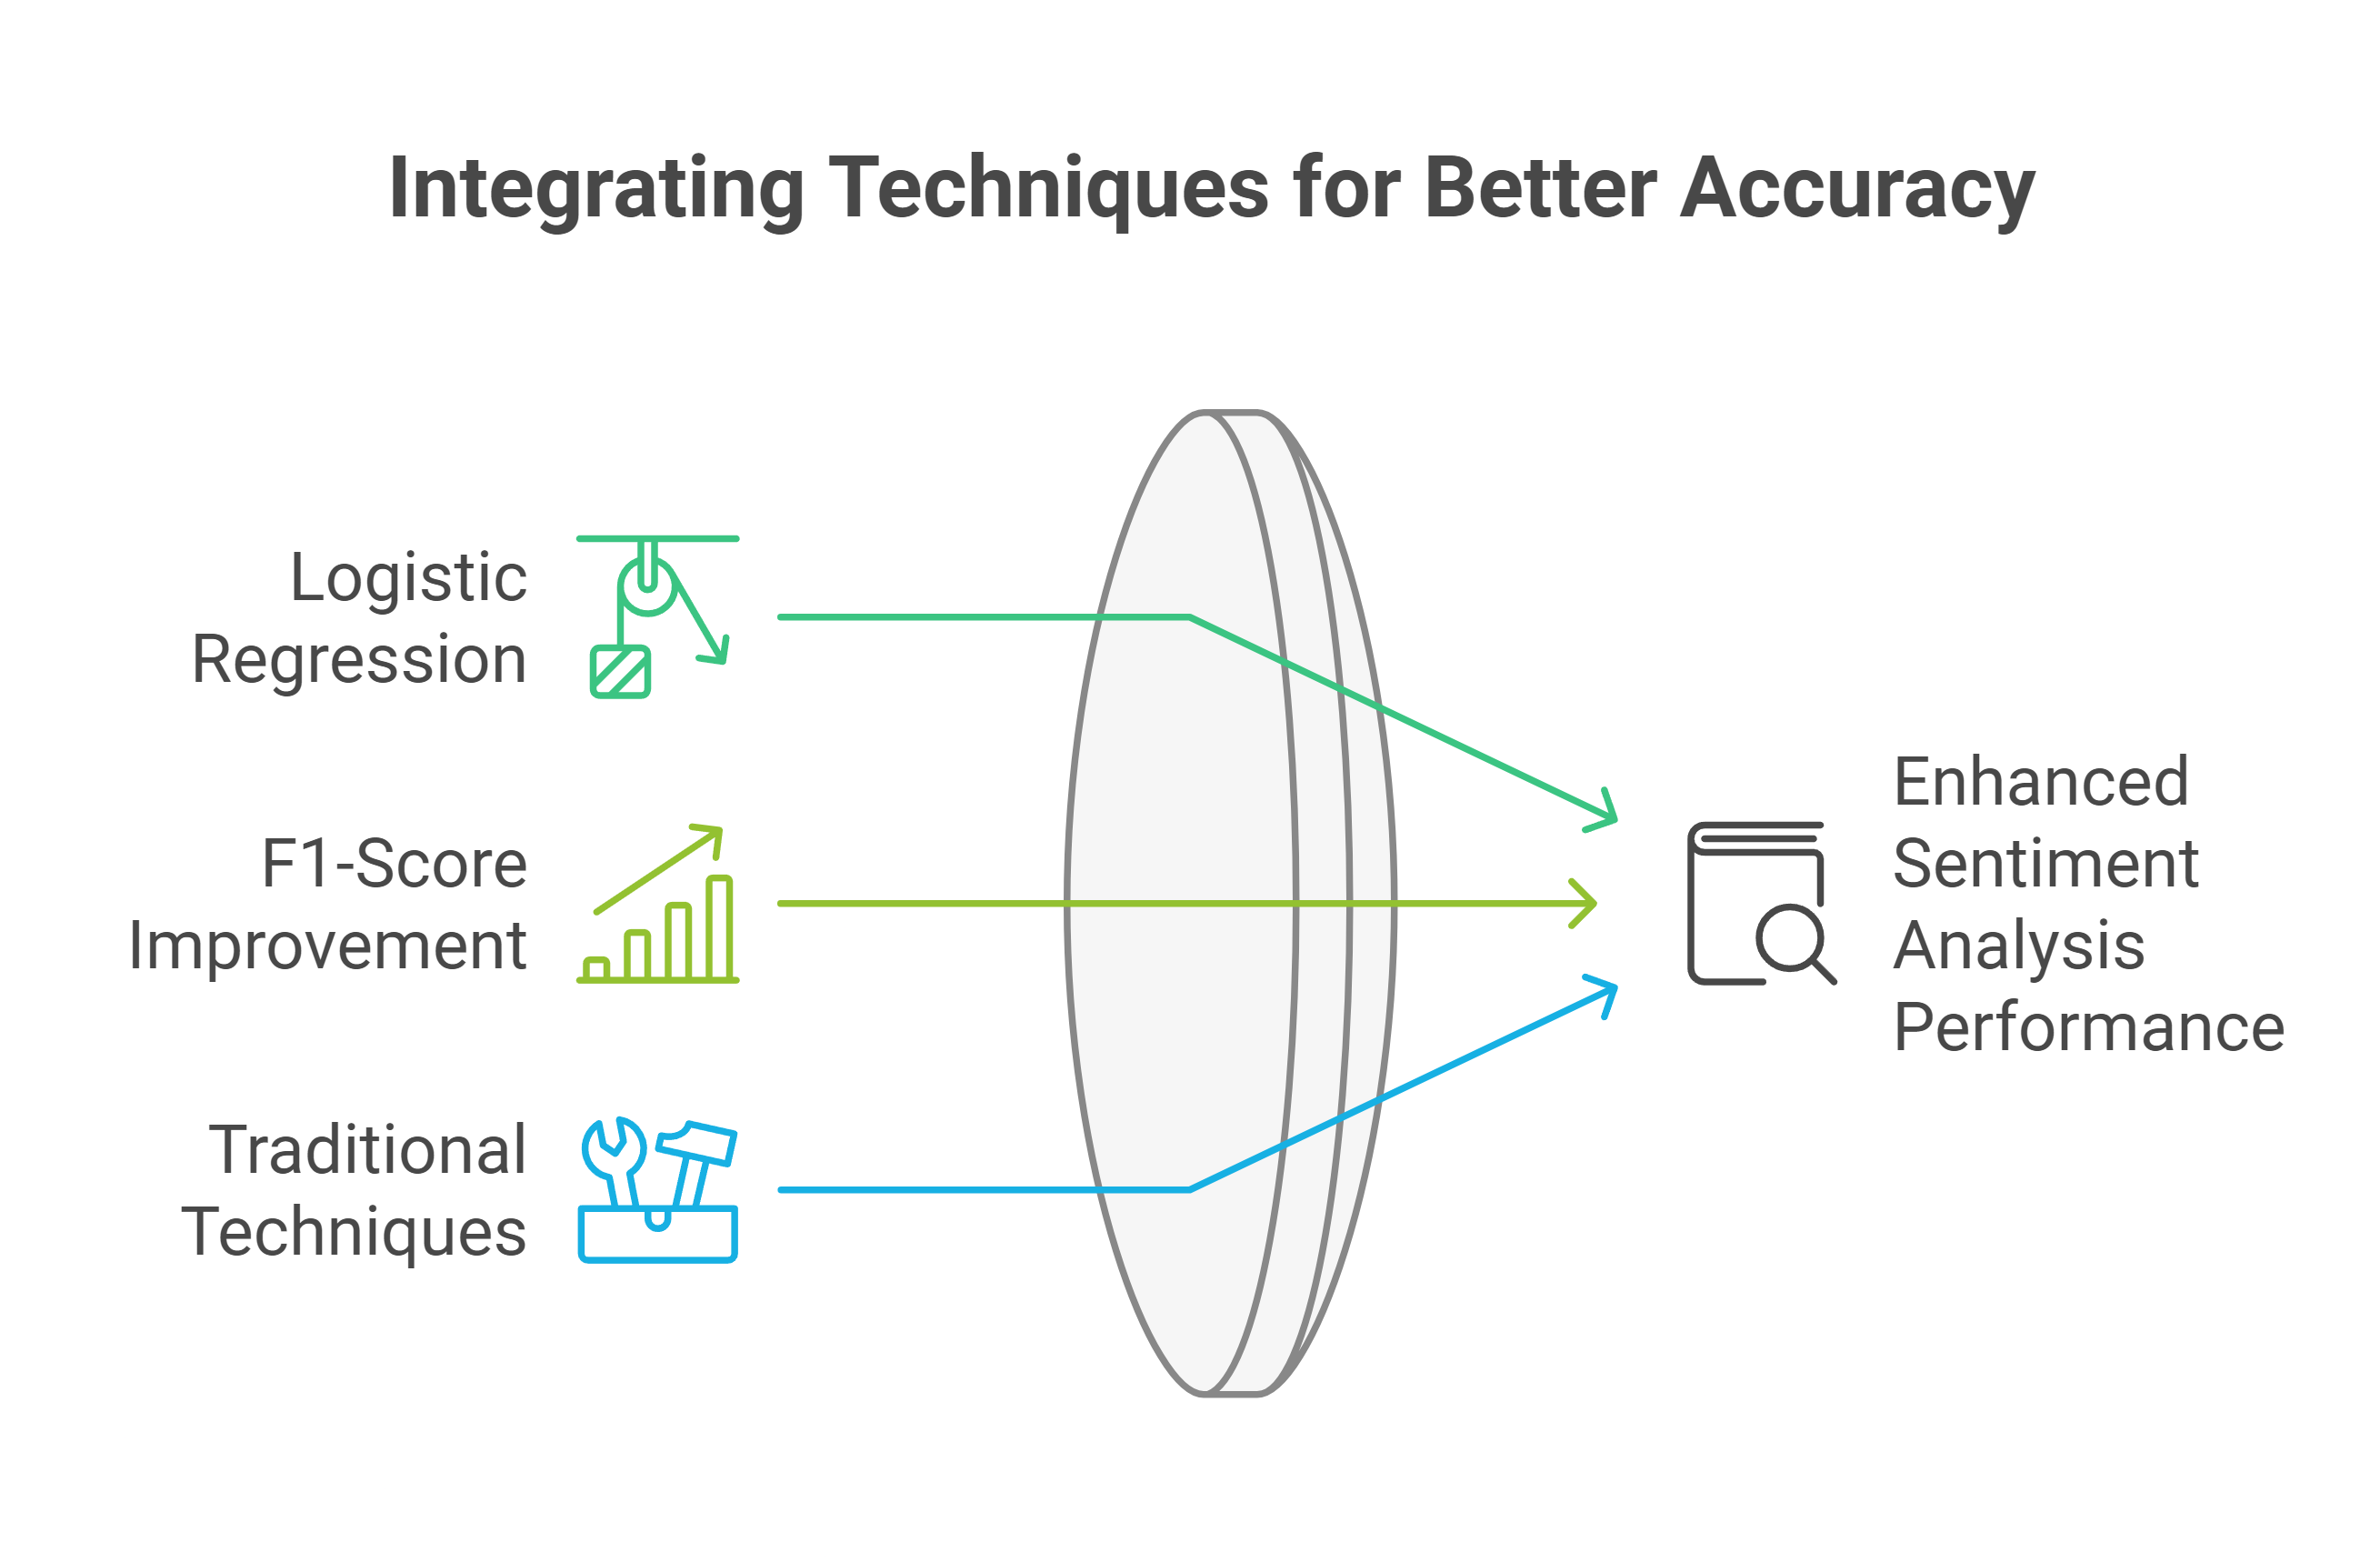 Integrating Techniques for Better Accuracy
Logistic
Regression
F1-Score
Improvement
Traditional
Techniques
Enhanced
Sentiment
Analysis
Performance